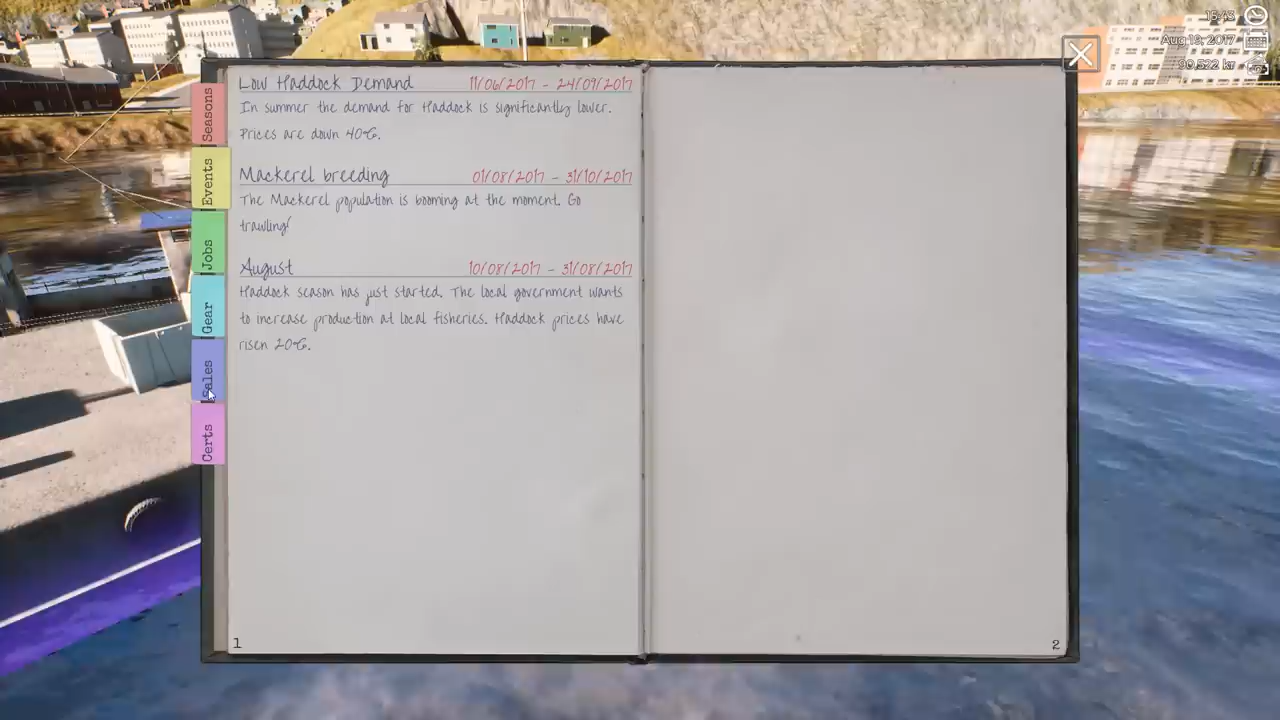 15:43
Aug 19, 2017
90,522 kr
Low Haddock Demand 11/06/2017 - 24/09/2017
In summer the demand for Haddock is significantly lower.
Prices are down 40%.
Mackerel breeding 01/08/2017 - 31/10/2017
The Mackerel population is booming at the moment. Go
trawling!
August 10/08/2017 - 31/08/2017
Haddock season has just started. The local government wants
to increase production at local fisheries. Haddock prices have
risen 20%.
Seasons
Events
Jobs
Gear
Sales
Certs
1
2